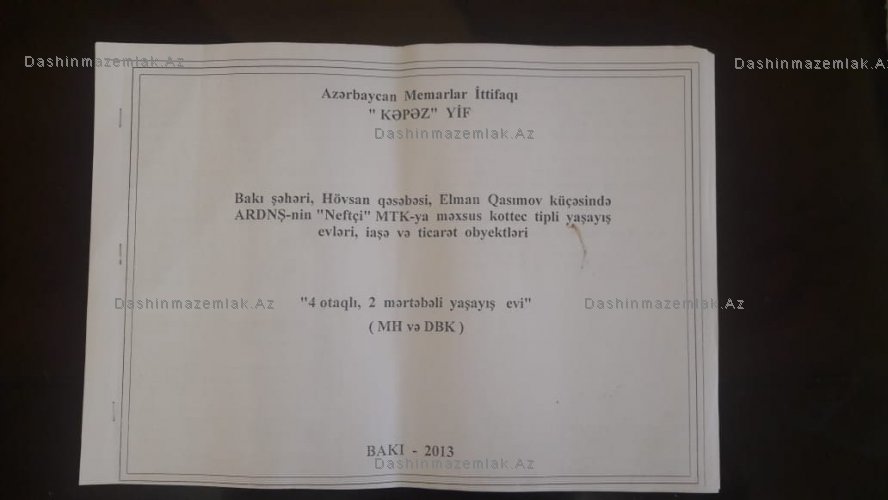 Dashinmazemlak.Az
Dashinmazemlak.Az
Azərbaycan Memarlar İttifaqı
" KƏPƏZ" YİF
Dashinmazemlak.Az
Bakı şəhəri, Hövsan qəsəbəsi, Elman Qasımov küçəsində
ARDNŞ-nin "Neftçi" MTK-ya məxsus kottec tipli yaşayış
evləri, iaşə və ticarət obyektləri
Dashinmazemlak.Az
"4 otaqlı, 2 mərtəbəli yaşayış evi"
Dashinmazemlak.Az
( MH və DBK )
BAKI - 2013
Dashinmazemlak.Az